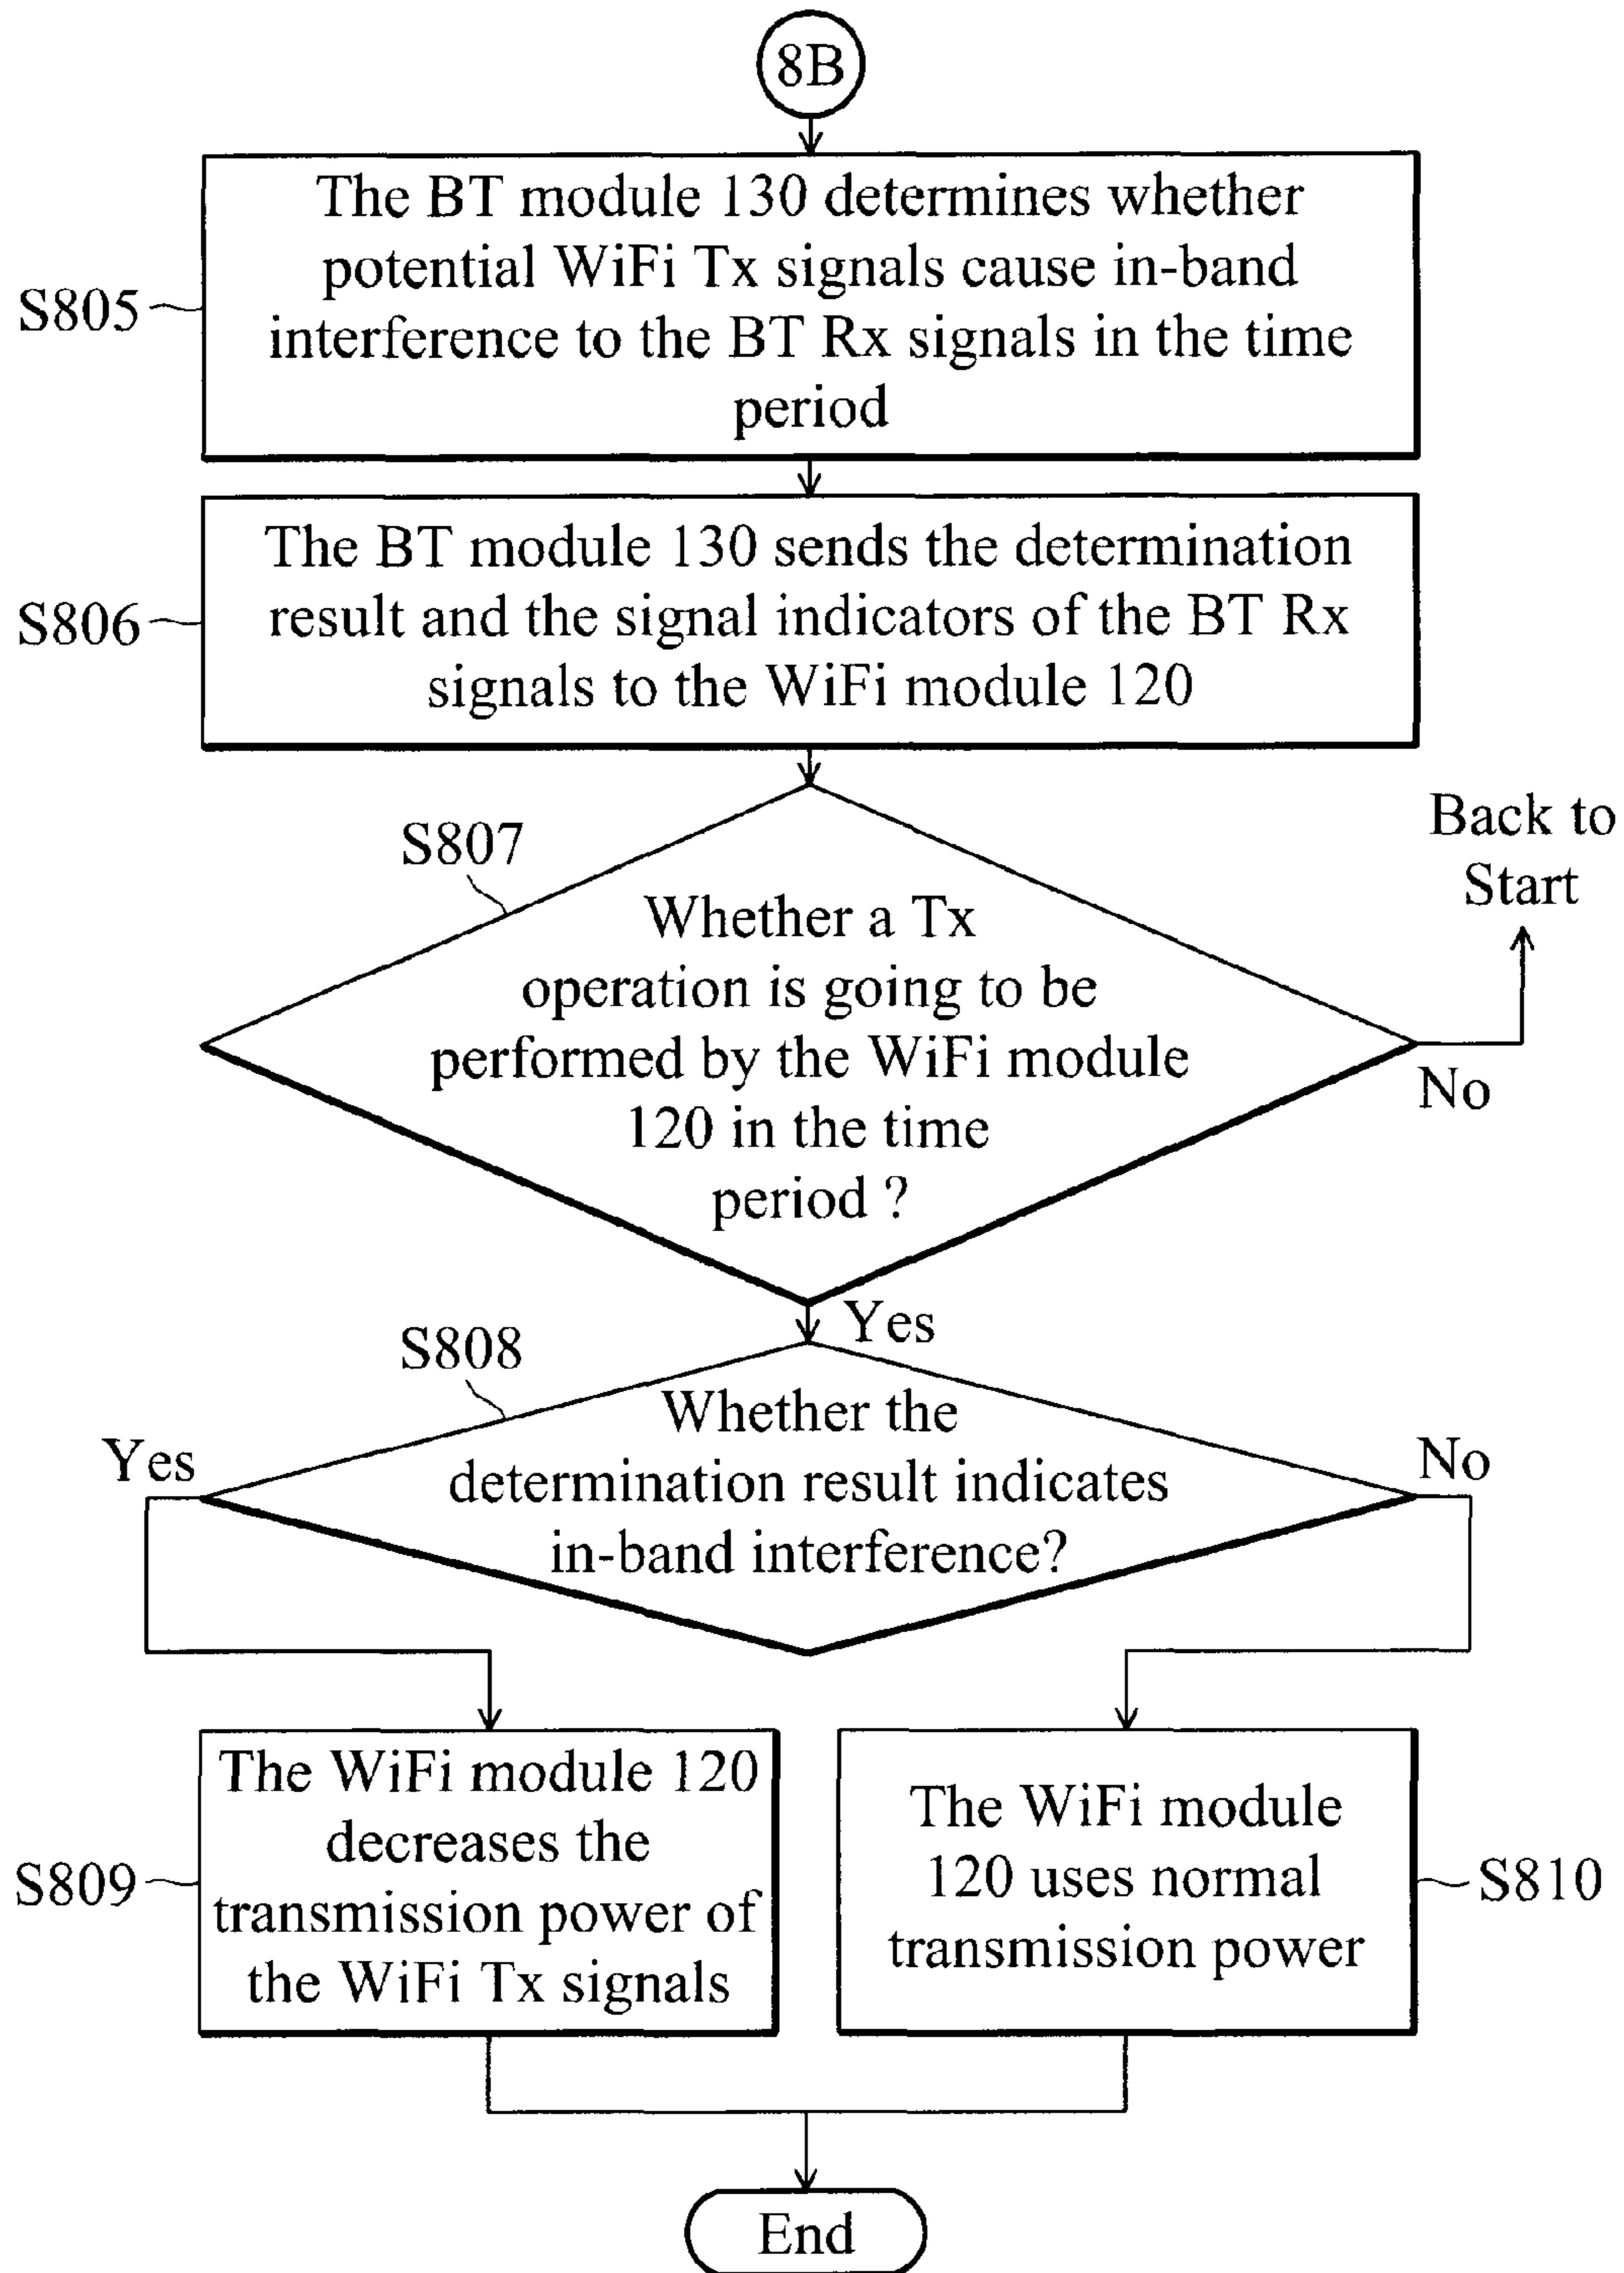 8B
The BT module 130 determines whether
potential WiFi Tx signals cause in-band
interference to the BT Rx signals in the time
period
S805
The BT module 130 sends the determination
result and the signal indicators of the BT Rx
signals to the WiFi module 120
S806
S807
Whether a Tx
operation is going to be
performed by the WiFi module
120 in the time
period ?
Back to
Start
No
Yes
S808
Whether the
determination result indicates
in-band interference?
Yes
No
The WiFi module 120
decreases the
transmission power of
the WiFi Tx signals
S809
The WiFi module
120 uses normal
transmission power
S810
End